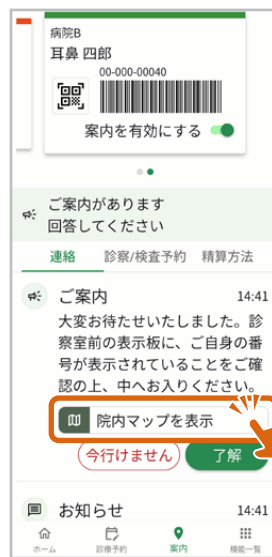 病院B
耳鼻 四郎
00-000-00040
案内を有効にする
ご案内があります
回答してください
連絡 診察/検査予約 精算方法
ご案内 14:41
大変お待たせいたしました。診
察室前の表示板に、ご自身の番
号が表示されていることをご確
認の上、中へお入りください。
院内マップを表示
今行けません 了解
お知らせ 14:41
ホーム 診療予約 案内 機能一覧